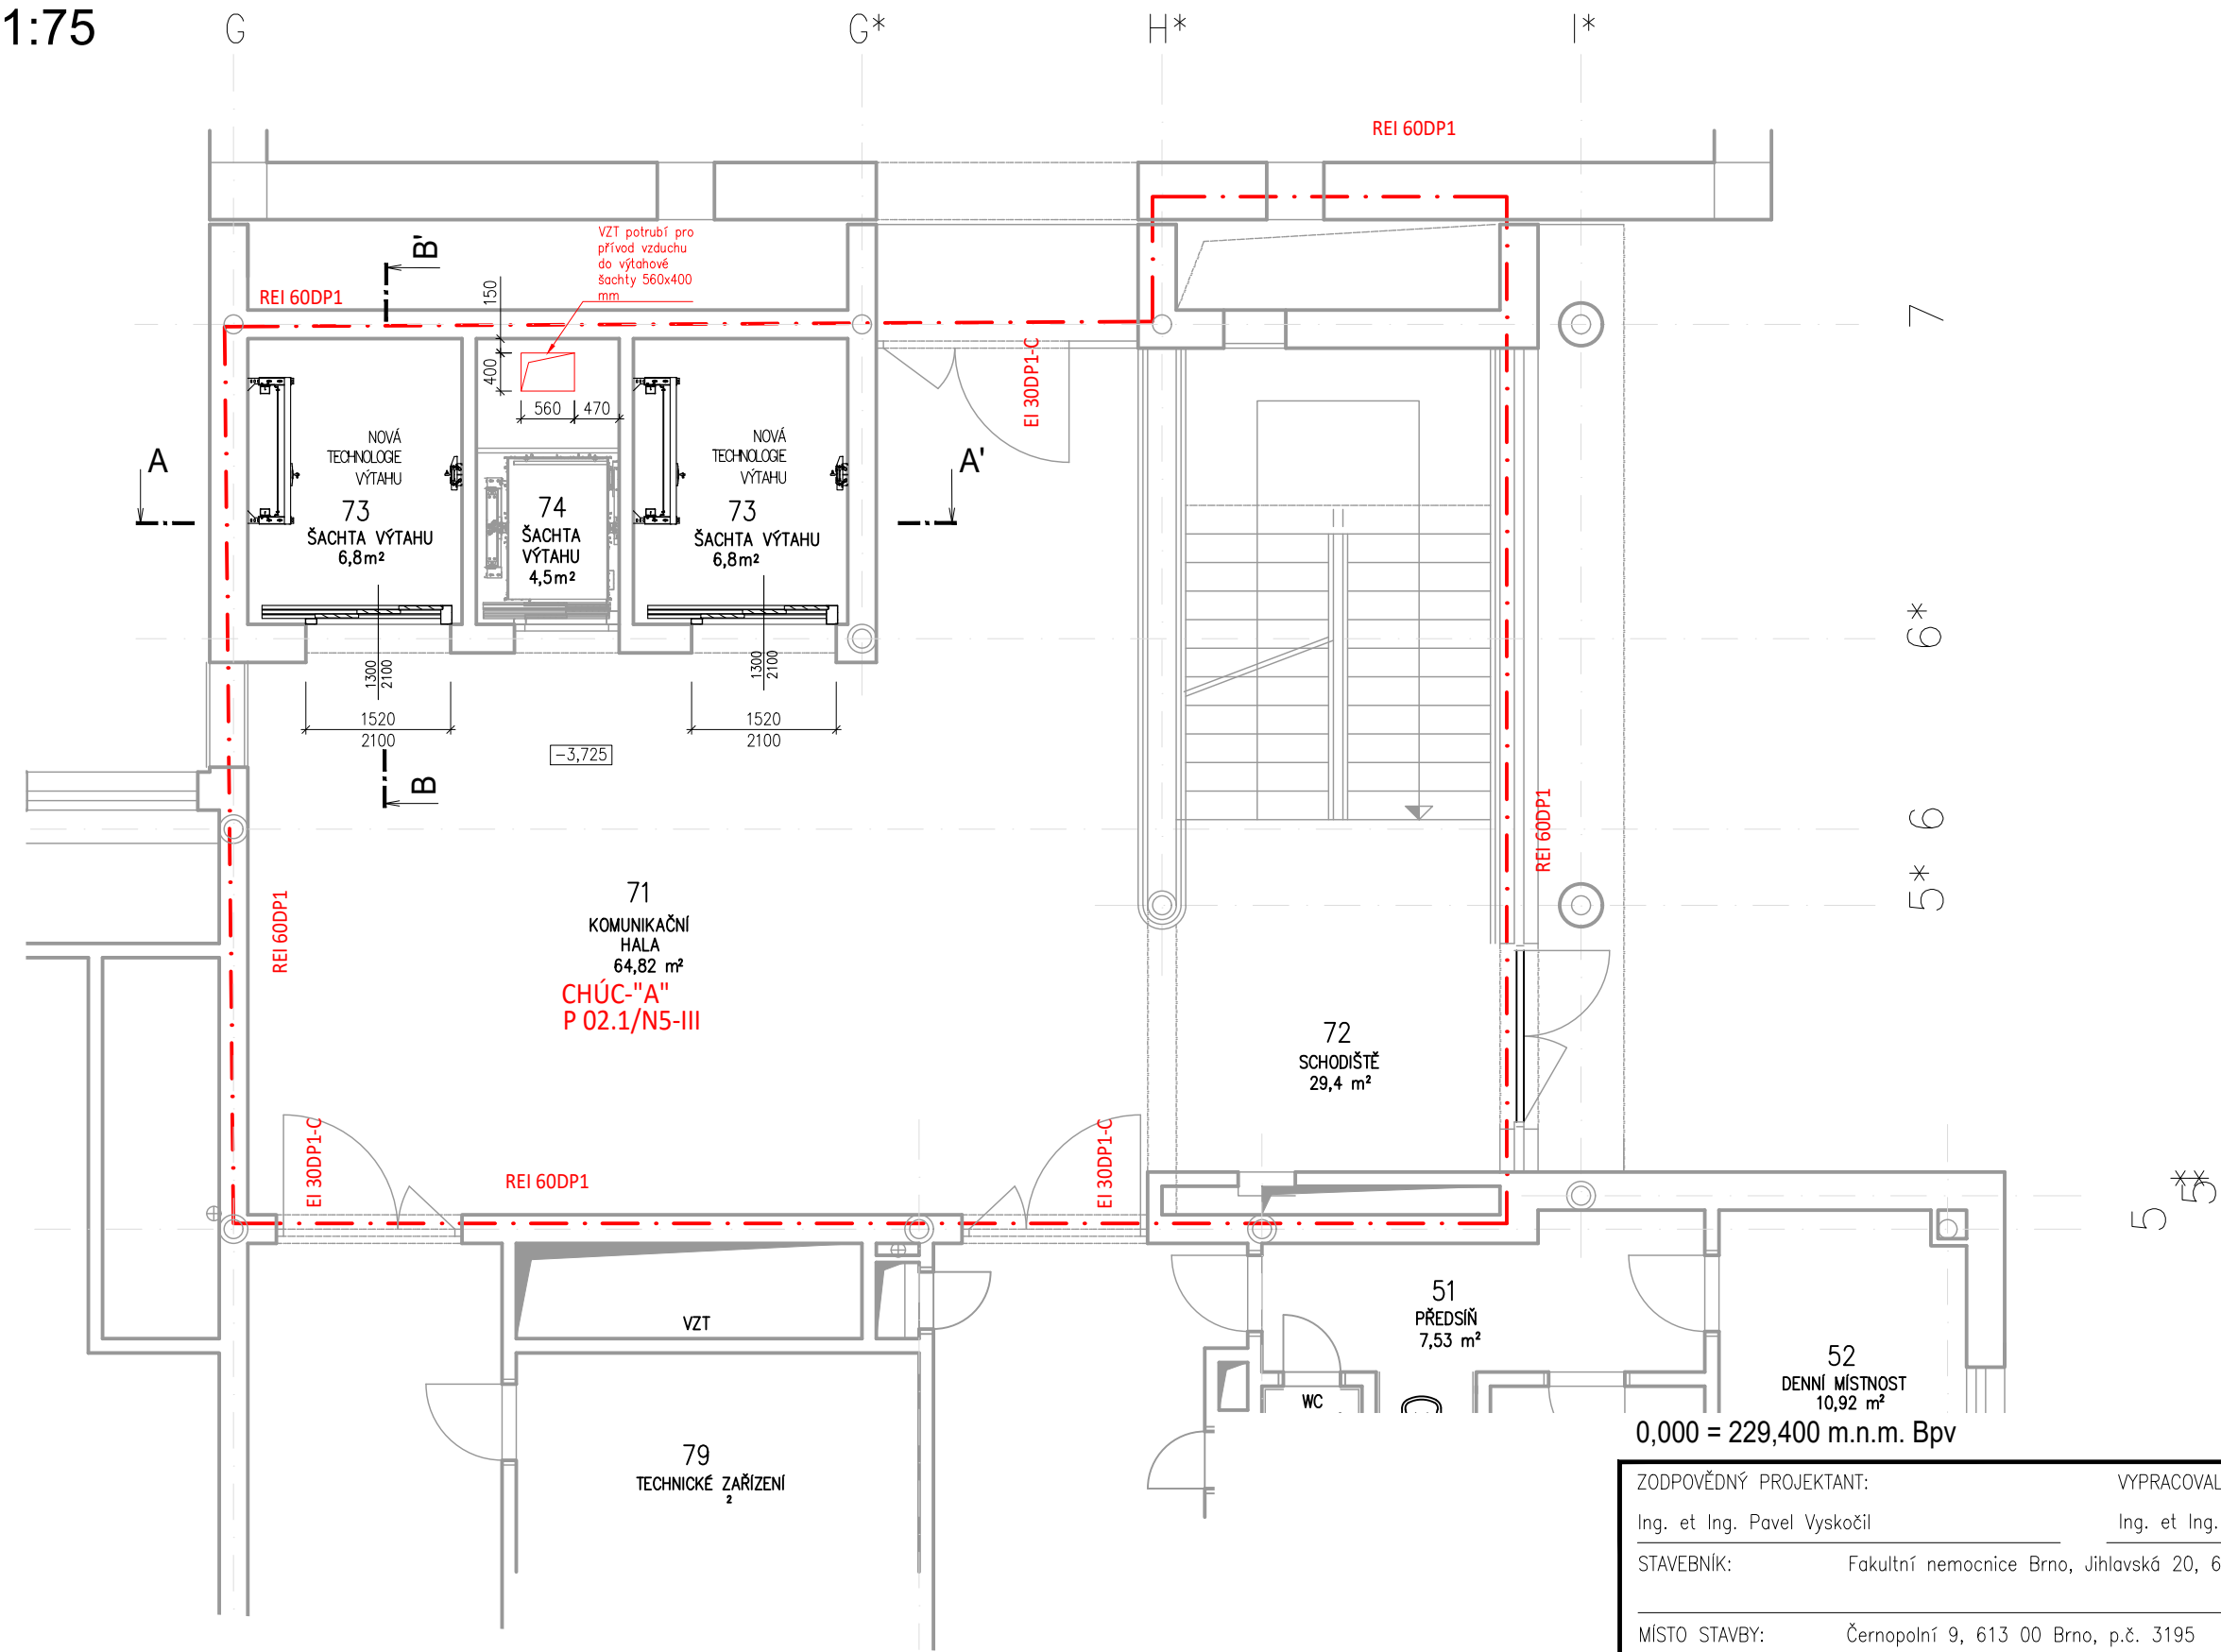 1:75
G
G*
H*
I*
REI 60DP1
VZT potrubí pro
přívod vzduchu
do výtahové
šachty 560x400
mm
B'
REI 60DP1
150
400
560
470
EI 30DP1-C
7
NOVÁ
TECHNOLOGIE
VÝTAHU
73
ŠACHTA VÝTAHU
6,8m²
74
ŠACHTA
VÝTAHU
4,5m²
NOVÁ
TECHNOLOGIE
VÝTAHU
73
ŠACHTA VÝTAHU
6,8m²
A
A'
6*
1300
2100
1300
2100
1520
2100
1520
2100
-3,725
B
6
5*
REI 60DP1
REI 60DP1
71
KOMUNIKAČNÍ
HALA
64,82 m²
CHÚC-"A"
P 02.1/N5-III
72
SCHODIŠTĚ
29,4 m²
EI 30DP1-C
REI 60DP1
EI 30DP1-C
5
VZT
51
PŘEDSÍŇ
7,53 m²
52
DENNÍ MÍSTNOST
10,92 m²
WC
79
TECHNICKÉ ZAŘÍZENÍ
2
0,000 = 229,400 m.n.m. Bpv
ZODPOVĚDNÝ PROJEKTANT:
VYPRACOVAL
Ing. et Ing. Pavel Vyskočil
Ing. et Ing.
STAVEBNÍK:
Fakultní nemocnice Brno, Jihlavská 20, 6
MÍSTO STAVBY:
Černopolní 9, 613 00 Brno, p.č. 3195